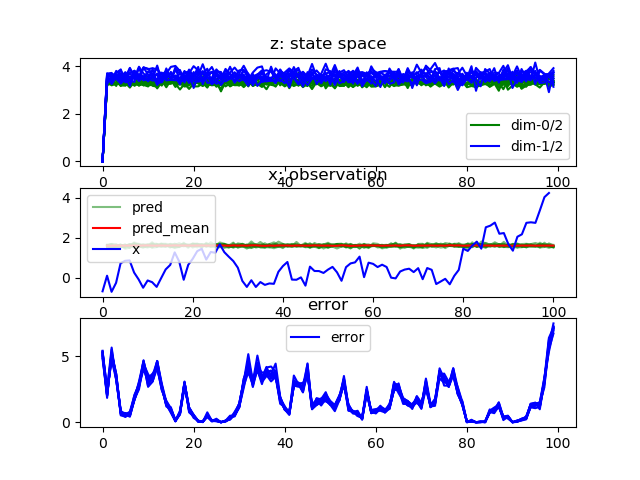 z: state space
4
2
0
dim-0/2
dim-1/2
0 20 40 60 80 100
x: observation
4
2
0
pred
pred_mean
x
0 20 40 60 80 100
error
5
0
error
0 20 40 60 80 100